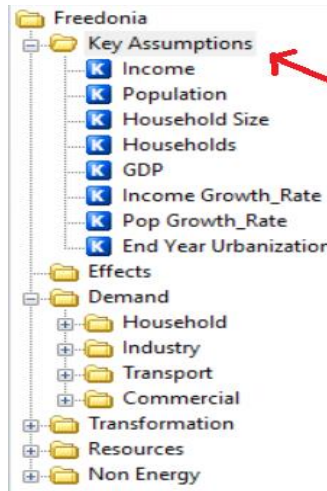 Freedonia
Key Assumptions
K Income
K Population
K Household Size
K Households
K GDP
K Income Growth_Rate
K Pop Growth_Rate
K End Year Urbanization
Effects
Demand
Household
Industry
Transport
Commercial
Transformation
Resources
Non Energy